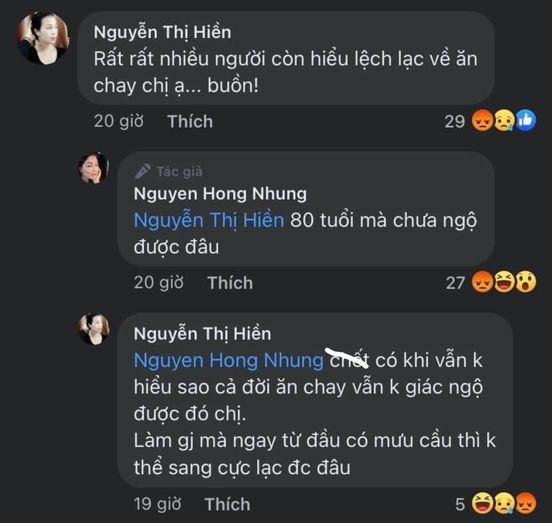 Nguyễn Thị Hiền
Rất rất nhiều người còn hiểu lệch lạc về ăn
chay chị ạ... buồn!
20 giờ Thích 29
Tác giả
Nguyen Hong Nhung
Nguyễn Thị Hiền 80 tuổi mà chưa ngộ
được đâu
20 giờ Thích 27
Nguyễn Thị Hiền
Nguyen Hong Nhung chết có khi vẫn k
hiểu sao cả đời ăn chay vẫn k giác ngộ
được đó chị.
Làm gj mà ngay từ đầu có mưu cầu thì k
thể sang cực lạc đc đâu
19 giờ Thích 5